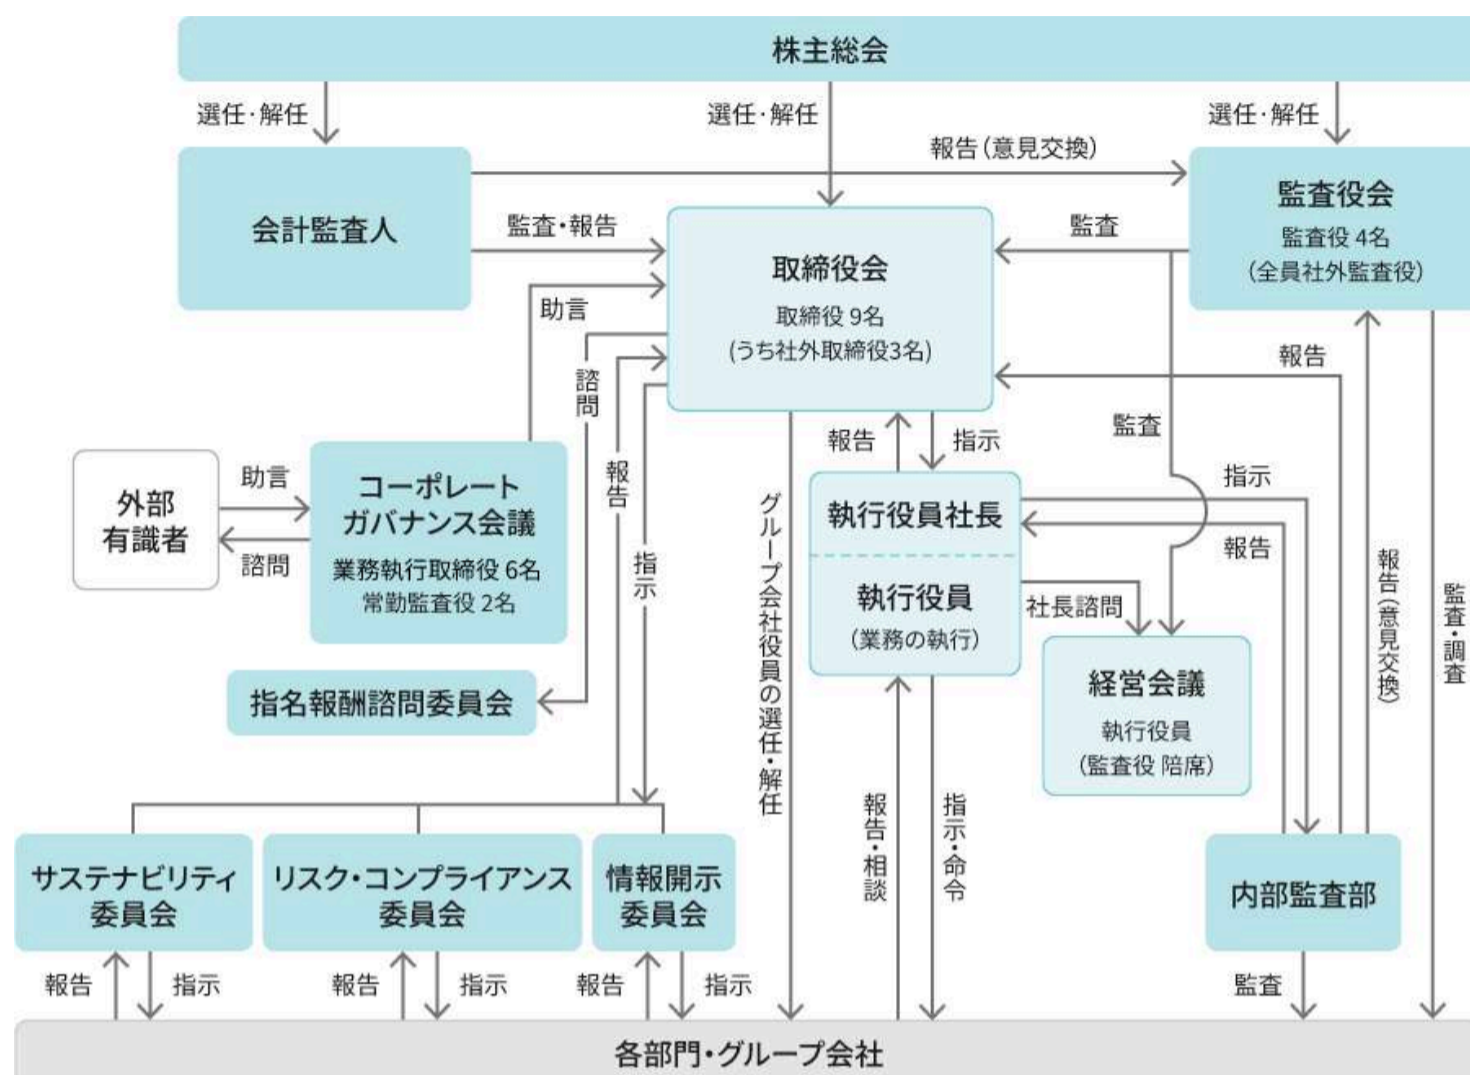 株主総会
選任·解任
選任·解任
選任·解任
報告(意見交換)
会計監査人
監査役会
監査役 4名
(全員社外監査役)
監査・報告
監査
取締役会
取締役 9名
(うち社外取締役3名)
助言
諮問
報告
指示
報告
監査
報告
指示
外部
有識者
助言
諮問
コーポレート
ガバナンス会議
業務執行取締役 6名
常勤監査役 2名
グループ会社役員の選任・解任
執行役員社長
執行役員
(業務の執行)
指示
報告
社長諮問
報告(意見交換)
監査・調査
指名報酬諮問委員会
経営会議
執行役員
(監査役 陪席)
報告・相談
指示・命令
サステナビリティ
委員会
リスク・コンプライアンス
委員会
情報開示
委員会
内部監査部
報告
指示
報告
指示
報告
指示
監査
各部門・グループ会社